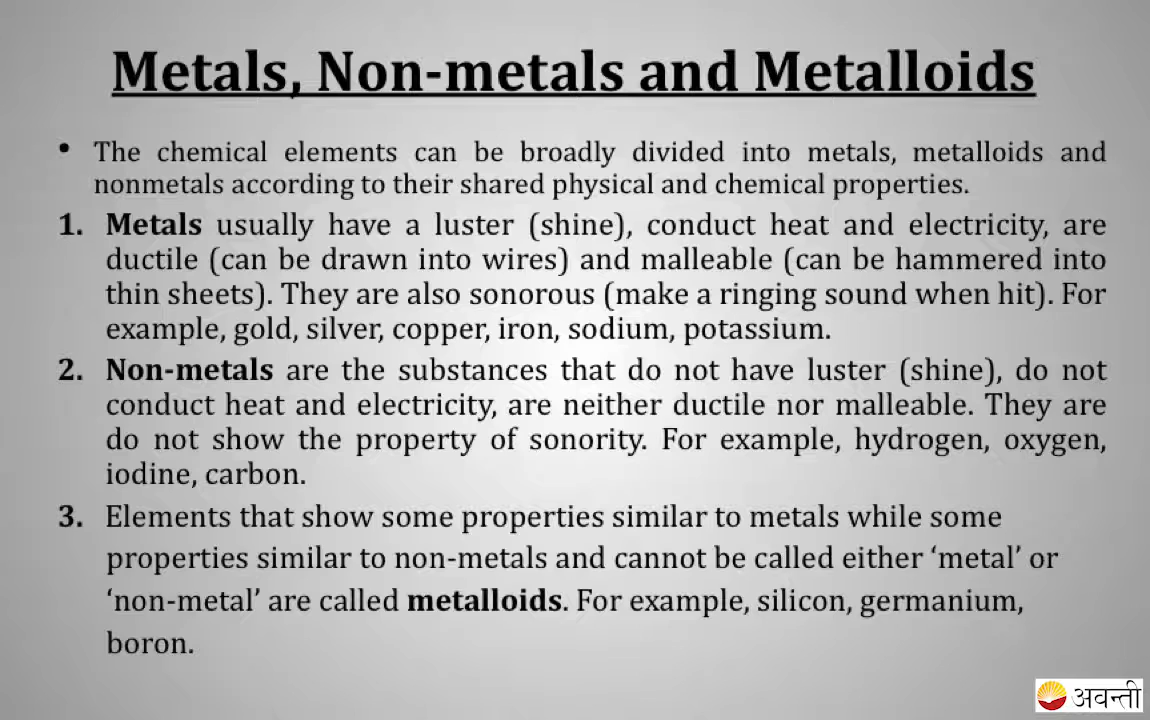 Metals, Non-metals and Metalloids
• The chemical elements can be broadly divided into metals, metalloids and
nonmetals according to their shared physical and chemical properties.
1. Metals usually have a luster (shine), conduct heat and electricity, are
ductile (can be drawn into wires) and malleable (can be hammered into
thin sheets). They are also sonorous (make a ringing sound when hit). For
example, gold, silver, copper, iron, sodium, potassium.
2. Non-metals are the substances that do not have luster (shine), do not
conduct heat and electricity, are neither ductile nor malleable. They are
do not show the property of sonority. For example, hydrogen, oxygen,
iodine, carbon.
3. Elements that show some properties similar to metals while some
properties similar to non-metals and cannot be called either ‘metal’ or
‘non-metal’ are called metalloids. For example, silicon, germanium,
boron.
अवन्ती